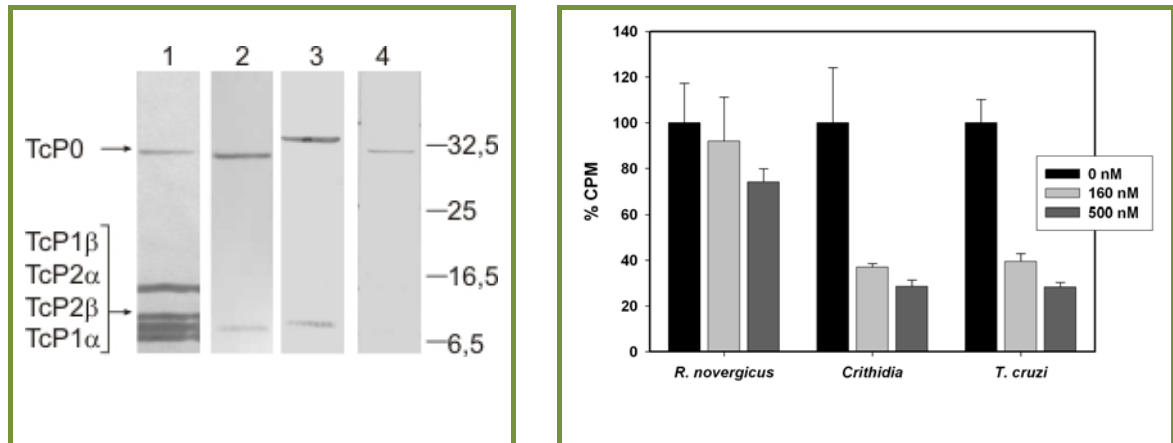 1 2 3 4
TcP0
TcP1β
TcP2α
TcP2β
TcP1α
32,5
25
16,5
6,5
% CPM
140
120
100
80
60
40
20
0
R. novergicus
Crithidia
T. cruzi
0 nM
160 nM
500 nM